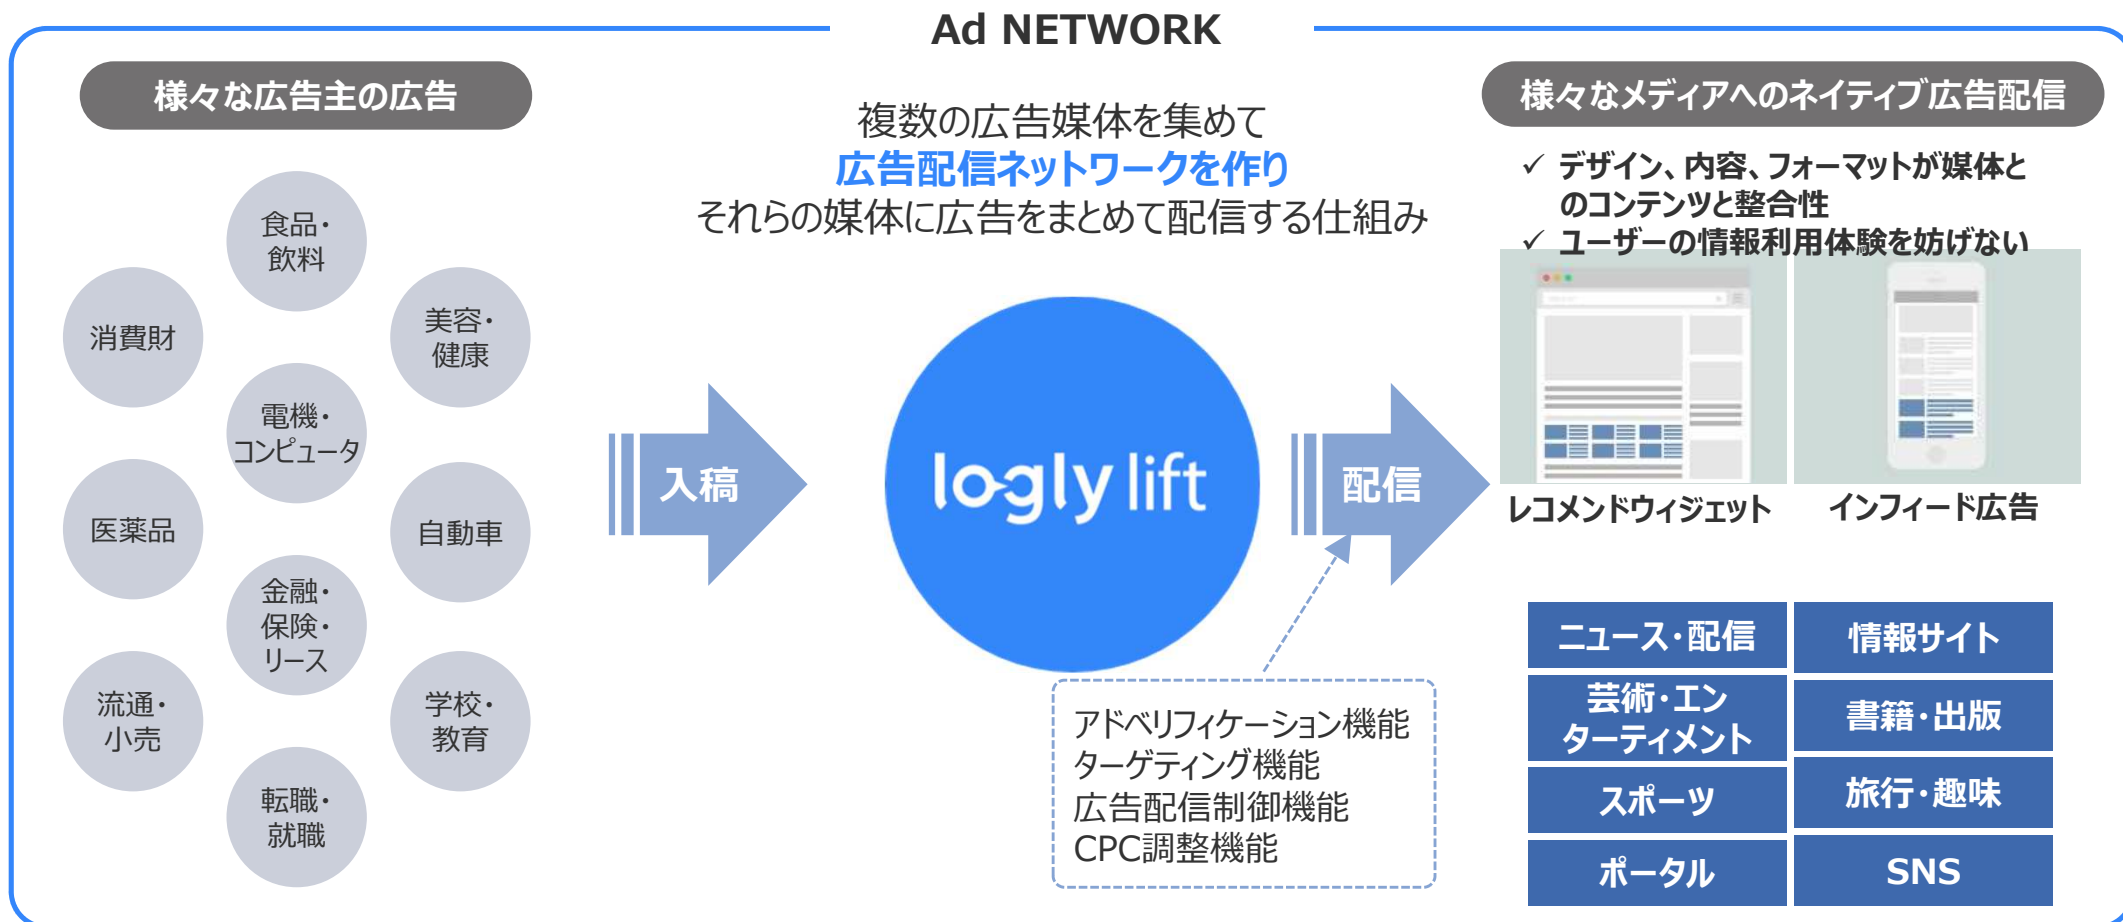 Ad NETWORK
様々な広告主の広告
食品・
飲料
消費財
美容・
健康
電機・
コンピュータ
医薬品
自動車
金融・
保険・
リース
流通・
小売
学校・
教育
転職・
就職
複数の広告媒体を集めて
広告配信ネットワークを作り
それらの媒体に広告をまとめて配信する仕組み
入稿
logly lift
配信
アドベリフィケーション機能
ターゲティング機能
広告配信制御機能
CPC調整機能
様々なメディアへのネイティブ広告配信
✓ デザイン、内容、フォーマットが媒体と
のコンテンツと整合性
✓ ユーザーの情報利用体験を妨げない
レコメンドウィジェット
インフィード広告
ニュース・配信
情報サイト
芸術・エン
ターティメント
書籍・出版
スポーツ
旅行・趣味
ポータル
SNS